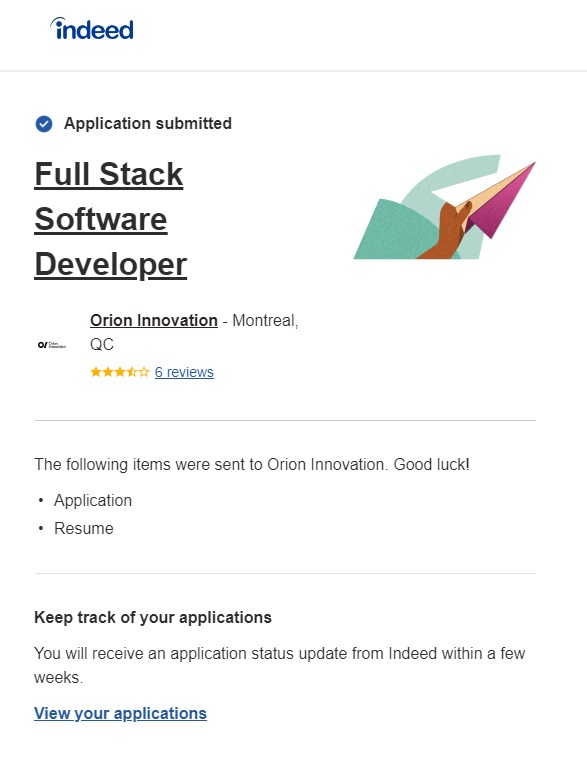 indeed
Application submitted
Full Stack
Software
Developer
Orion Innovation - Montreal,
QC
6 reviews
The following items were sent to Orion Innovation. Good luck!
• Application
• Resume
Keep track of your applications
You will receive an application status update from Indeed within a few
weeks.
View your applications